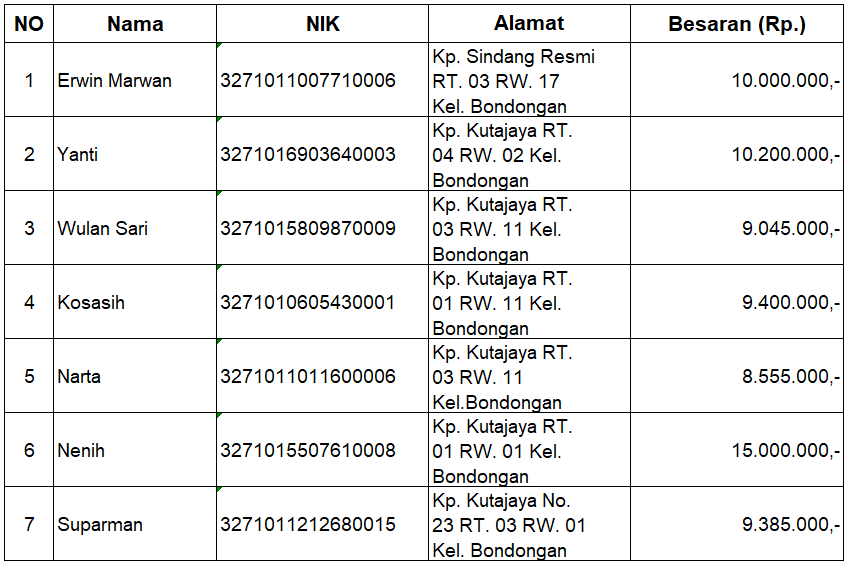 NO Nama NIK Alamat Besaran (Rp.)
1 Erwin Marwan 3271011007710006 Kp. Sindang Resmi
RT. 03 RW. 17
Kel. Bondongan
10.000.000,-
2 Yanti 3271016903640003 Kp. Kutajaya RT.
04 RW. 02 Kel.
Bondongan
10.200.000,-
3 Wulan Sari 3271015809870009 Kp. Kutajaya RT.
03 RW. 11 Kel.
Bondongan
9.045.000,-
4 Kosasih 3271010605430001 Kp. Kutajaya RT.
01 RW. 11 Kel.
Bondongan
9.400.000,-
5 Narta 3271011011600006 Kp. Kutajaya RT.
03 RW. 11
Kel.Bondongan
8.555.000,-
6 Nenih 3271015507610008 Kp. Kutajaya RT.
01 RW. 01 Kel.
Bondongan
15.000.000,-
7 Suparman 3271011212680015 Kp. Kutajaya No.
23 RT. 03 RW. 01
Kel. Bondongan
9.385.000,-